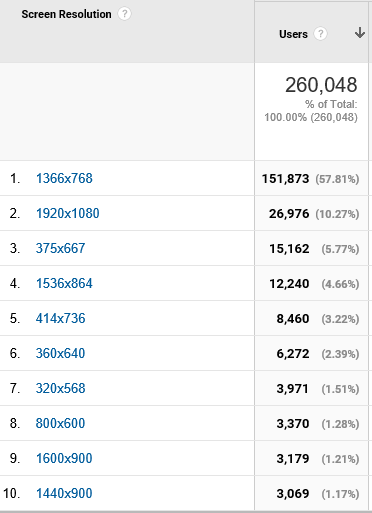 Screen Resolution ? Users ?
260,048
% of Total:
100.00% (260,048)
1. 1366x768 151,873 (57.81%)
2. 1920x1080 26,976 (10.27%)
3. 375x667 15,162 (5.77%)
4. 1536x864 12,240 (4.66%)
5. 414x736 8,460 (3.22%)
6. 360x640 6,272 (2.39%)
7. 320x568 3,971 (1.51%)
8. 800x600 3,370 (1.28%)
9. 1600x900 3,179 (1.21%)
10. 1440x900 3,069 (1.17%)